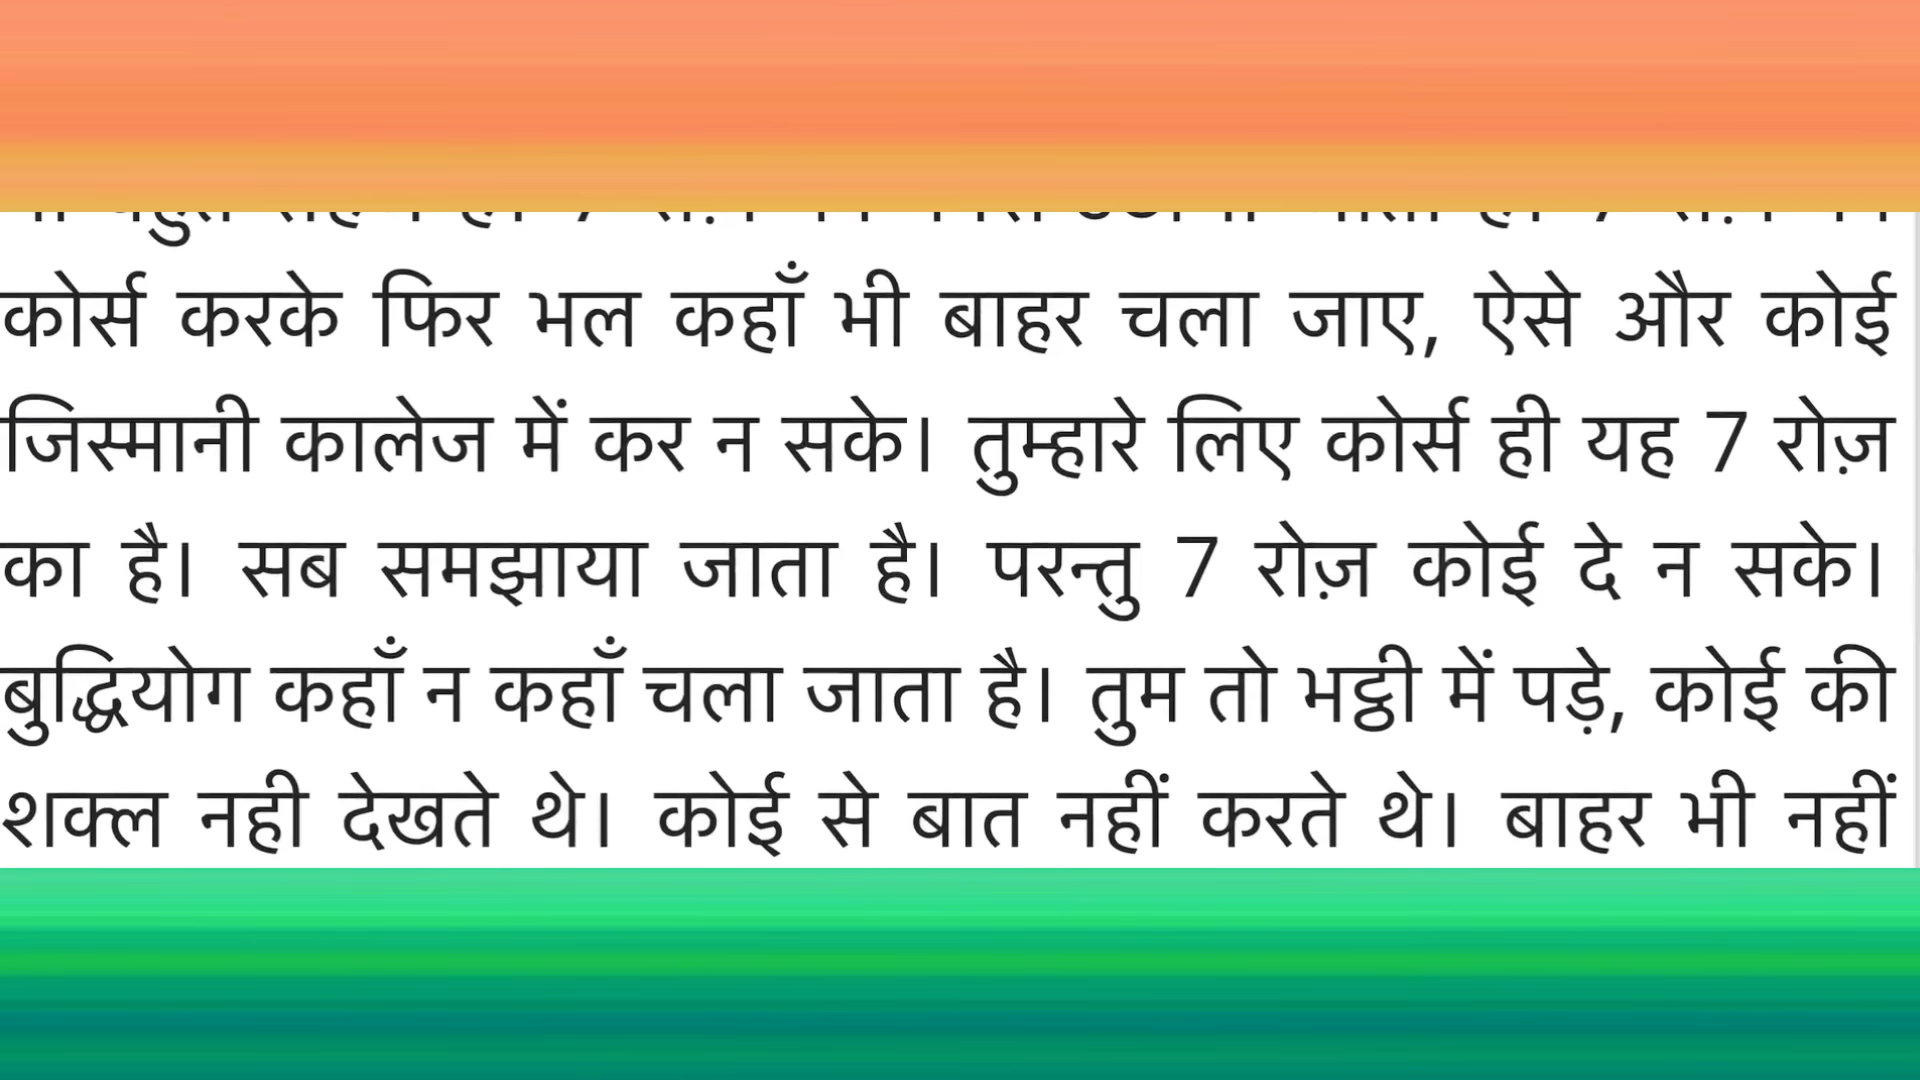 कोर्स करके फिर भल कहाँ भी बाहर चला जाए, ऐसे और कोई
जिस्मानी कालेज में कर न सके। तुम्हारे लिए कोर्स ही यह 7 रोज़
का है। सब समझाया जाता है। परन्तु 7 रोज़ कोई दे न सके।
बुद्धियोग कहाँ न कहाँ चला जाता है। तुम तो भट्ठी में पड़े, कोई की
शक्ल नही देखते थे। कोई से बात नहीं करते थे। बाहर भी नहीं